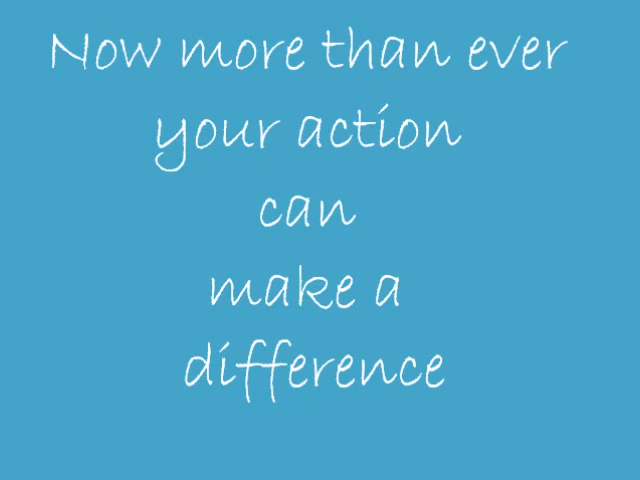 Now more than ever
your action
can
make a
difference